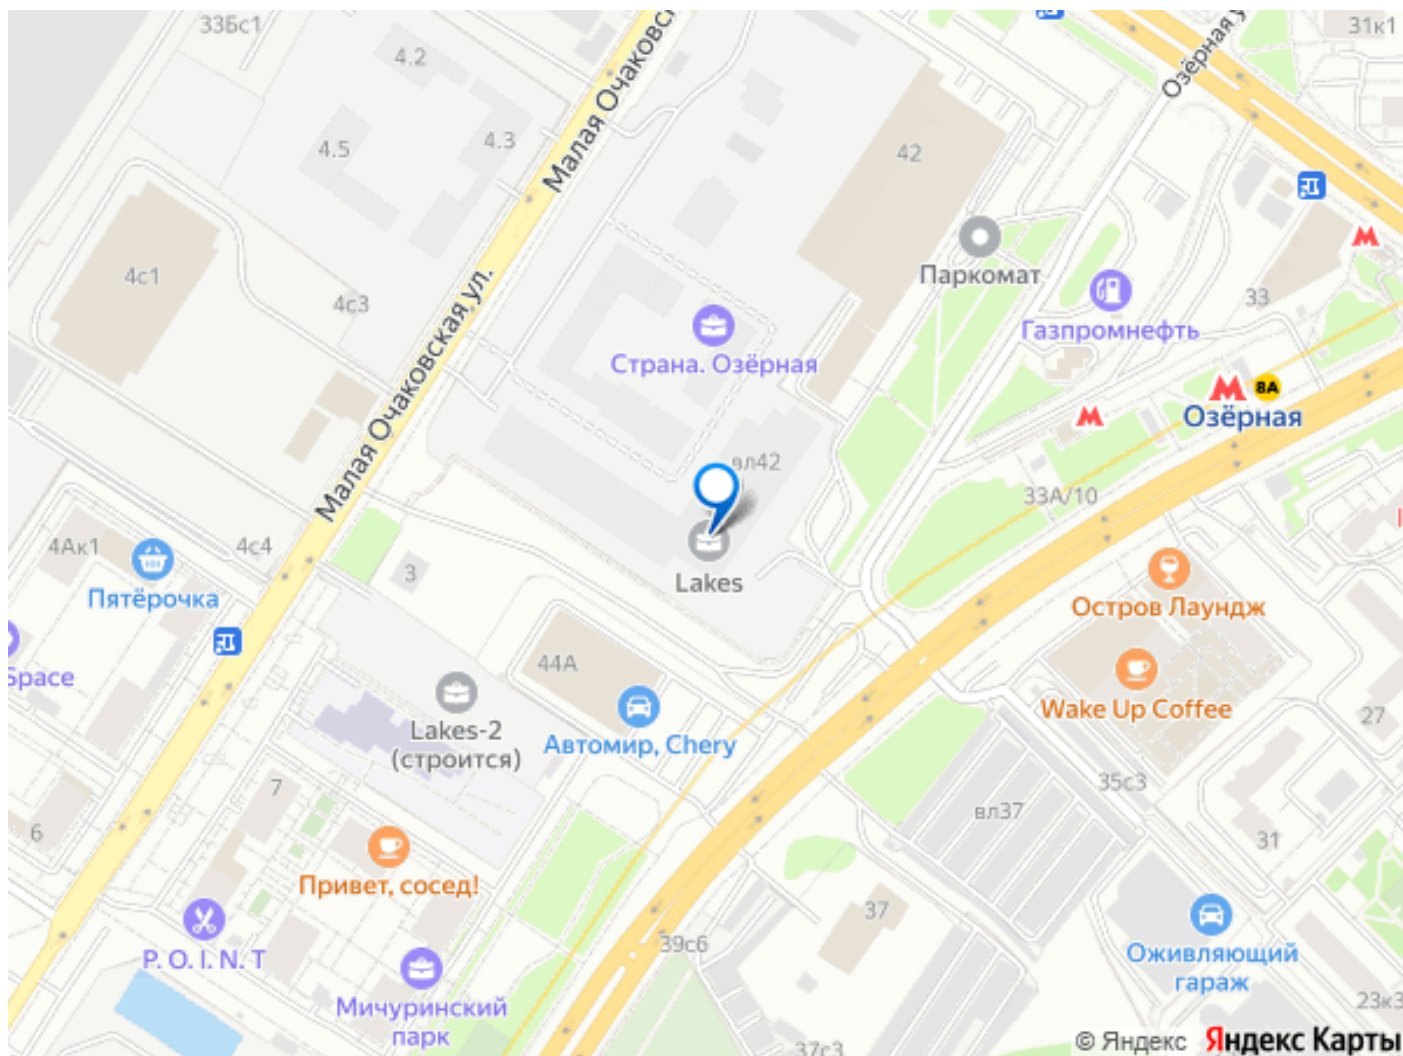 33Бс1
4.2
Малая Очаковск
Озёрная у
31к1
4.5
4.3
42
4с1
4с3
Малая Очаковская ул.
Паркомат
33
Газпромнефть
Страна. Озёрная
8А
Озёрная
вл42
33А/10
4Ак1
4с4
3
Пятёрочка
Lakes
Остров Лаундж
Space
44А
Wake Up Coffee
27
Lakes-2
(строится)
Автомир, Chery
35с3
7
вл37
6
31
Привет, сосед!
37
39с6
P. O. I. N. T
Оживляющий
гараж
Мичуринский
парк
23к3
37с3
© Яндекс Яндекс Карты